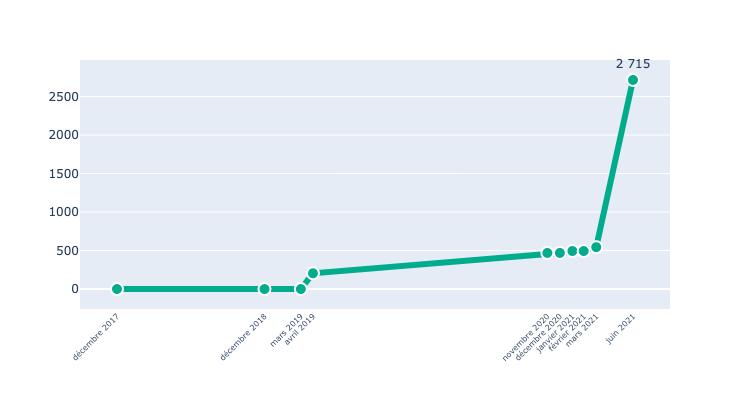 2 715
2500
2000
1500
1000
500
0
décembre 2017
décembre 2018
mars 2019
avril 2019
novembre 2020
décembre 2020
janvier 2021
février 2021
mars 2021
juin 2021